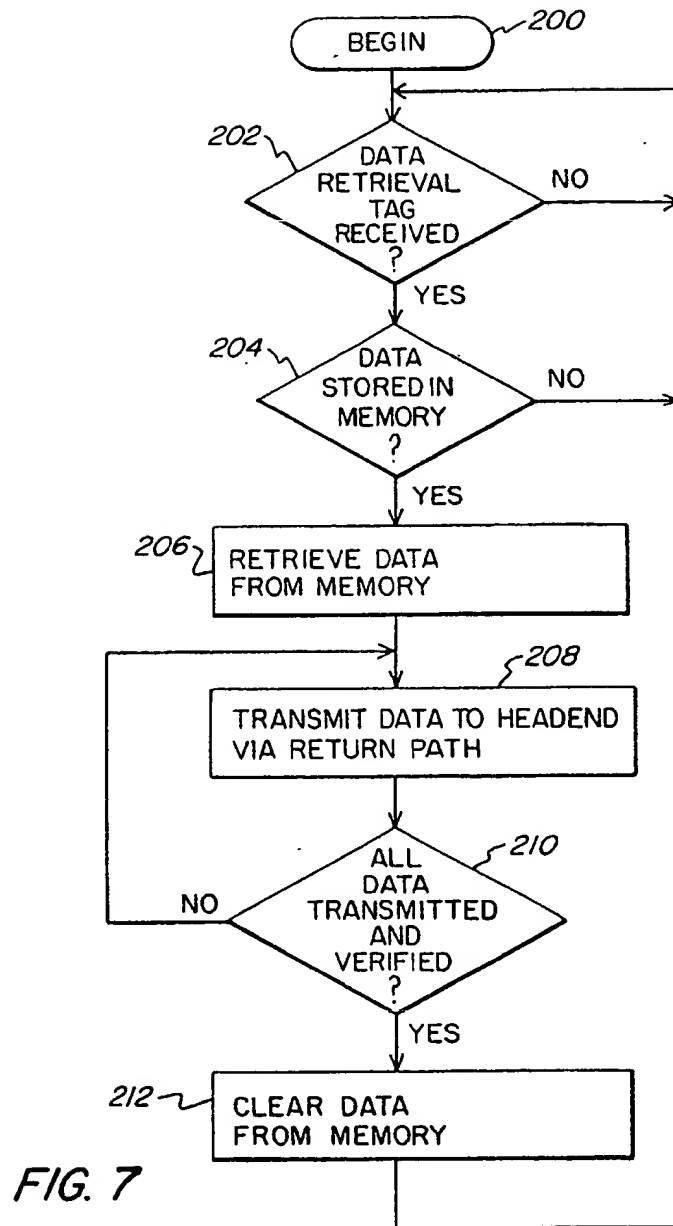 200
BEGIN
202
DATA
RETRIEVAL
TAG
RECEIVED
?
NO
YES
204
DATA
STORED IN
MEMORY
?
NO
YES
206
RETRIEVE DATA
FROM MEMORY
208
TRANSMIT DATA TO HEADEND
VIA RETURN PATH
210
ALL
DATA
TRANSMITTED
AND
VERIFIED
?
NO
YES
212
CLEAR DATA
FROM MEMORY
FIG. 7